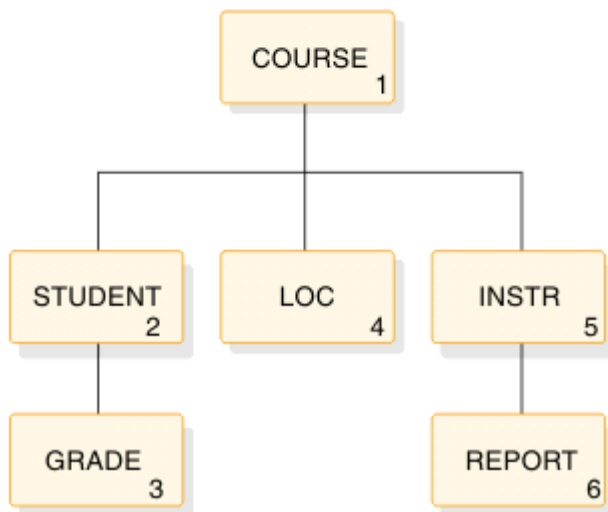 COURSE
1
STUDENT
2
LOC
4
INSTR
5
GRADE
3
REPORT
6